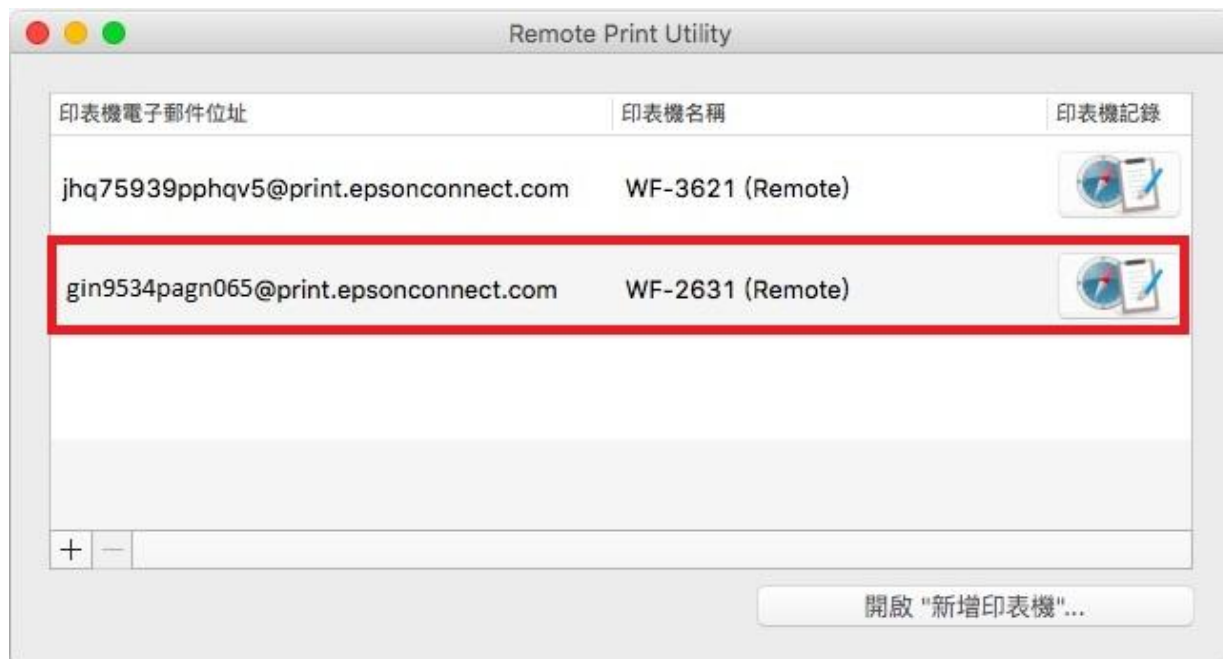 Remote Print Utility
印表機電子郵件位址 印表機名稱 印表機記錄
jhq75939pphqv5@print.epsonconnect.com WF-3621 (Remote)
gin9534pagn065@print.epsonconnect.com WF-2631 (Remote)
+ −
開啟 "新增印表機"...